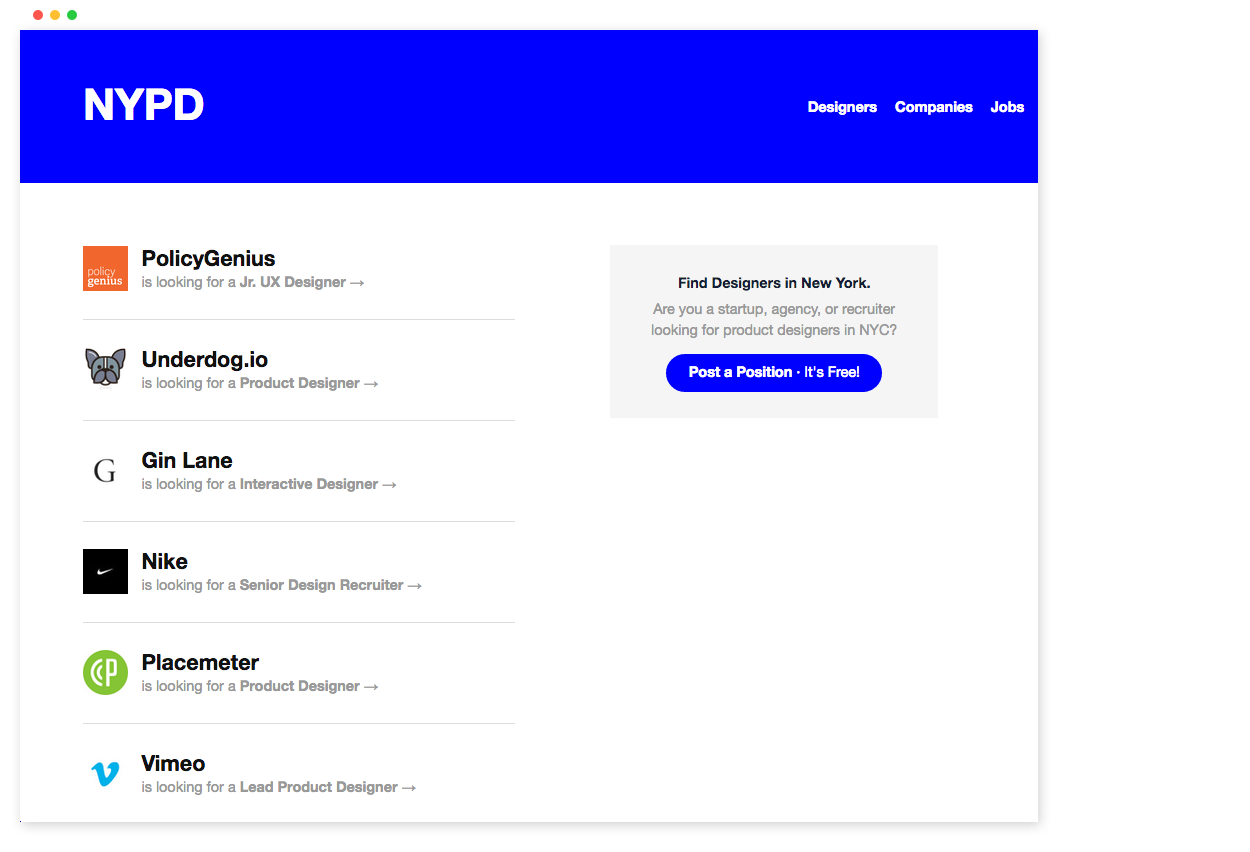 NYPD
Designers Companies Jobs
policy
genius
PolicyGenius
is looking for a Jr. UX Designer →
Underdog.io
is looking for a Product Designer →
G
Gin Lane
is looking for a Interactive Designer →
Nike
is looking for a Senior Design Recruiter →
Placemeter
is looking for a Product Designer →
Vimeo
is looking for a Lead Product Designer →
Find Designers in New York.
Are you a startup, agency, or recruiter
looking for product designers in NYC?
Post a Position · It's Free!